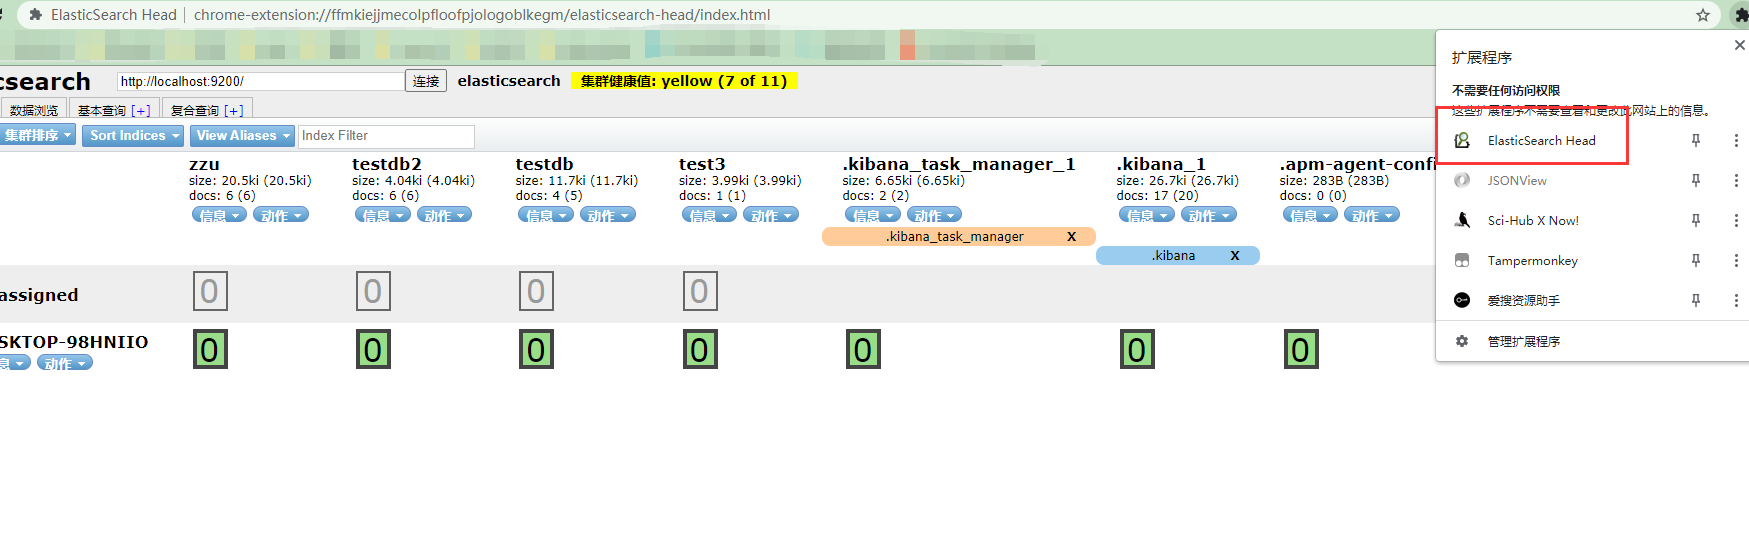 ElasticSearch Head | chrome-extension://ffmkiejjmecolpfloofpjologoblkegm/elasticsearch-head/index.html
csearch http://localhost:9200/ 连接 elasticsearch 集群健康值: yellow (7 of 11)
数据浏览 基本查询 [+] 复合查询 [+]
集群排序 Sort Indices View Aliases Index Filter
zzu
size: 20.5ki (20.5ki)
docs: 6 (6)
信息 动作
testdb2
size: 4.04ki (4.04ki)
docs: 6 (6)
信息 动作
testdb
size: 11.7ki (11.7ki)
docs: 4 (5)
信息 动作
test3
size: 3.99ki (3.99ki)
docs: 1 (1)
信息 动作
.kibana_task_manager_1
size: 6.65ki (6.65ki)
docs: 2 (2)
信息 动作
.kibana_1
size: 26.7ki (26.7ki)
docs: 17 (20)
信息 动作
.apm-agent-confi
size: 283B (283B)
docs: 0 (0)
信息 动作
.kibana_task_manager X
.kibana X
assigned 0 0 0 0
SKTOP-98HNIIO 0 0 0 0 0 0 0
息 动作
扩展程序
不需要任何访问权限
这些扩展程序不需要查看和更改此网站上的信息。
ElasticSearch Head
JSONView
Sci-Hub X Now!
Tampermonkey
爱搜资源助手
管理扩展程序